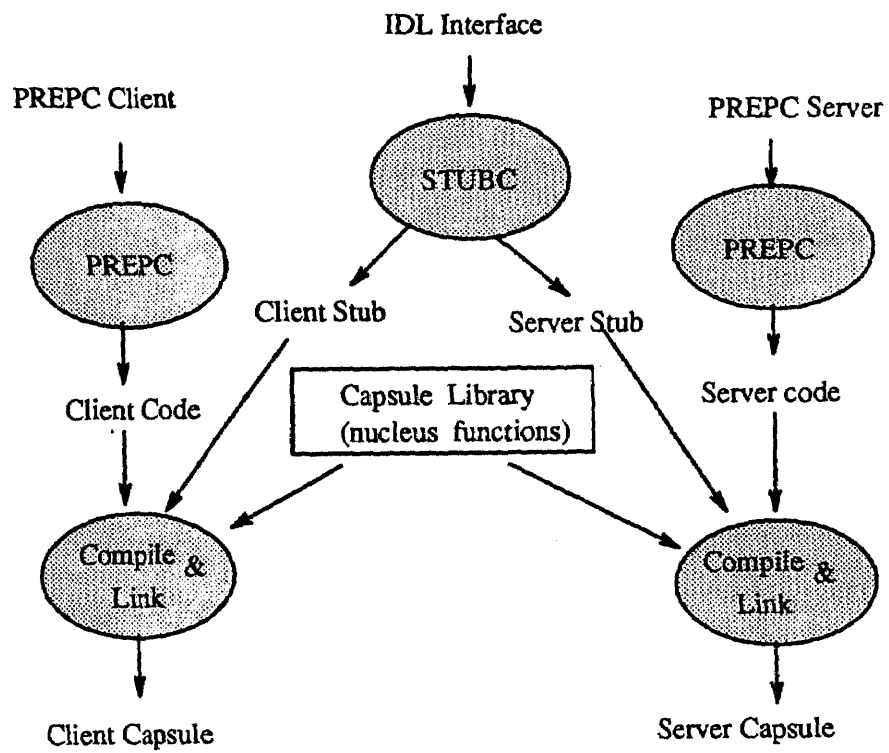 IDL Interface
PREPC Client
PREPC Server
STUBC
PREPC
PREPC
Client Stub
Server Stub
Capsule Library
(nucleus functions)
Client Code
Server code
Compile &
Link
Compile &
Link
Client Capsule
Server Capsule